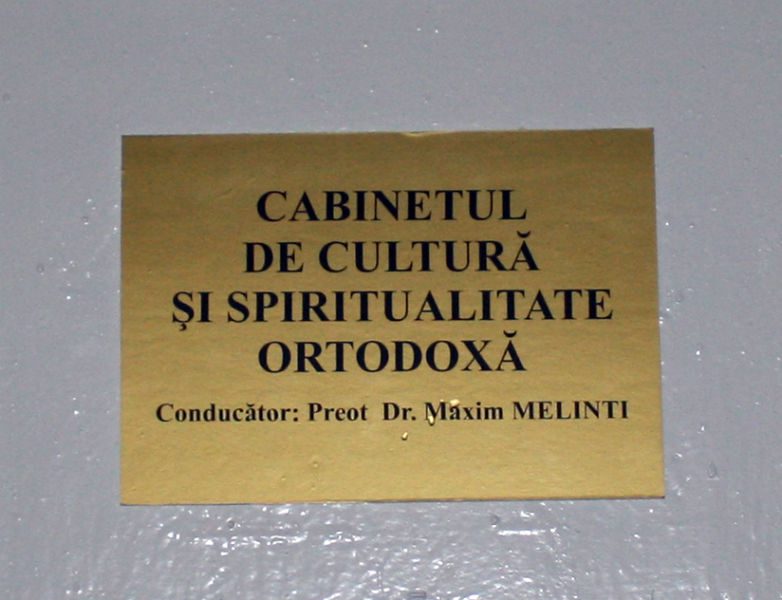 CABINETUL
DE CULTURĂ
ŞI SPIRITUALITATE
ORTODOXĂ
Conducător: Preot Dr. Maxim MELINTI